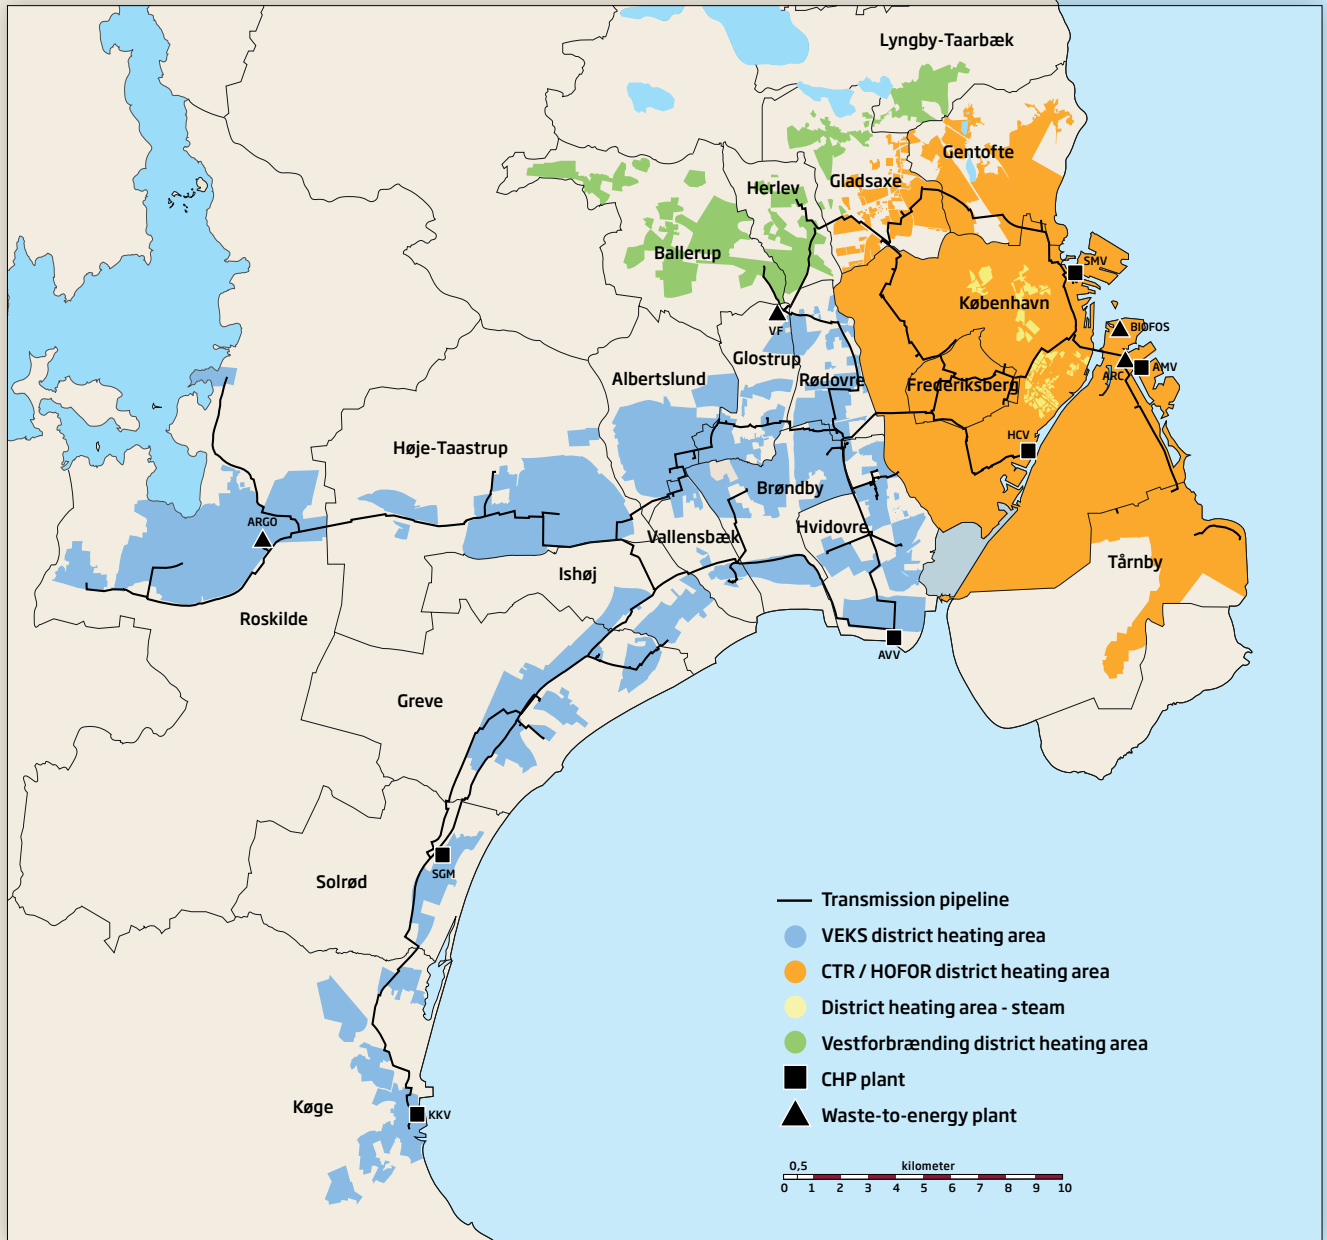 Lyngby-Taarbæk
Gentofte
Gladsaxe
Herlev
Ballerup
SMV
København
BIOFOS
VF
Glostrup
ARC
AMV
Albertslund
Rødovre
Frederiksberg
HCV
Høje-Taastrup
Brøndby
ARGO
Hvidovre
Vallensbæk
Tårnby
Ishøj
Roskilde
AVV
Greve
SGM
Solrød
Køge
KKV
Transmission pipeline
VEKS district heating area
CTR / HOFOR district heating area
District heating area - steam
Vestforbrænding district heating area
CHP plant
Waste-to-energy plant
0,5 kilometer
0 1 2 3 4 5 6 7 8 9 10